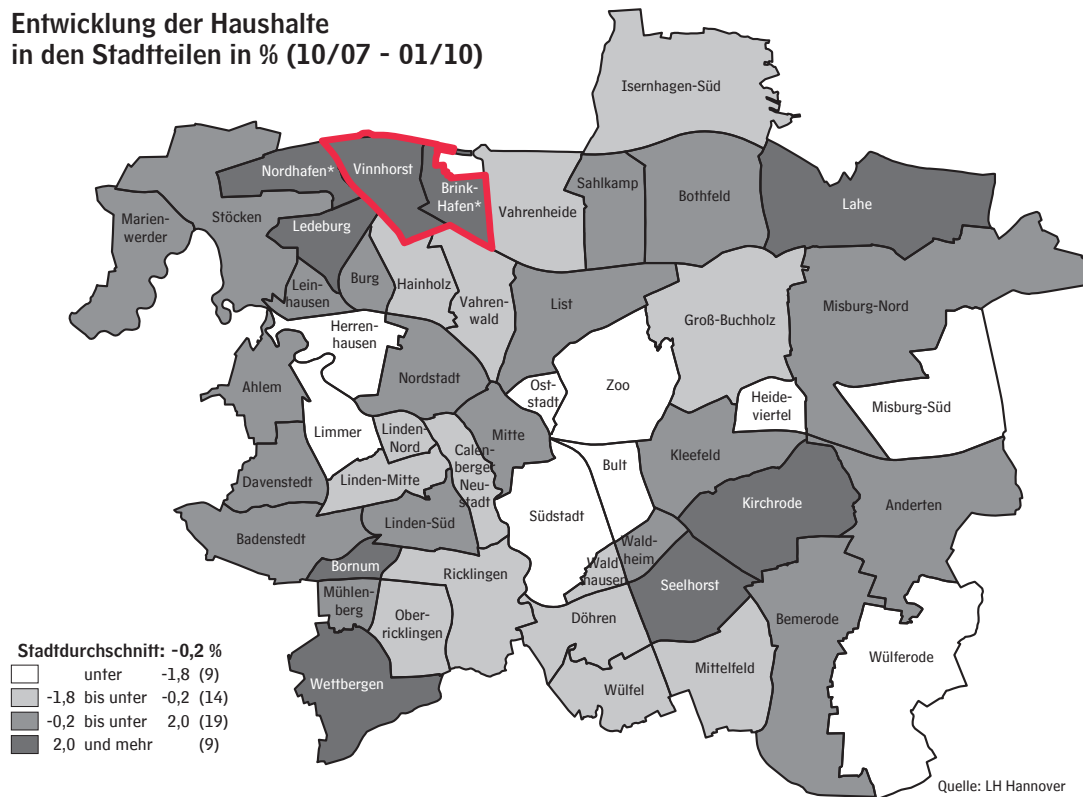 Entwicklung der Haushalte
in den Stadtteilen in % (10/07 - 01/10)
Isernhagen-Süd
Nordhafen*
Vinnhorst
Brink-
Hafen*
Vahrenheide
Sahlkamp
Bothfeld
Lahe
Marien-
werder
Stöcken
Ledeburg
Lein-
hausen
Burg
Hainholz
Vahren-
wald
List
Groß-Buchholz
Misburg-Nord
Herren-
hausen
Nordstadt
Ost-
stadt
Zoo
Heide-
viertel
Misburg-Süd
Ahlem
Limmer
Linden-
Nord
Calen-
berger
Neu-
stadt
Mitte
Bult
Kleefeld
Davenstedt
Linden-Mitte
Kirchrode
Anderten
Badenstedt
Linden-Süd
Südstadt
Wald-
heim
Wald-
hausen
Bornum
Ricklingen
Seelhorst
Mühlen-
berg
Ober-
ricklingen
Döhren
Bemerode
Wülferode
Mittelfeld
Wülfel
Wettbergen
Stadtdurchschnitt: -0,2 %
unter -1,8 (9)
-1,8 bis unter -0,2 (14)
-0,2 bis unter 2,0 (19)
2,0 und mehr (9)
Quelle: LH Hannover